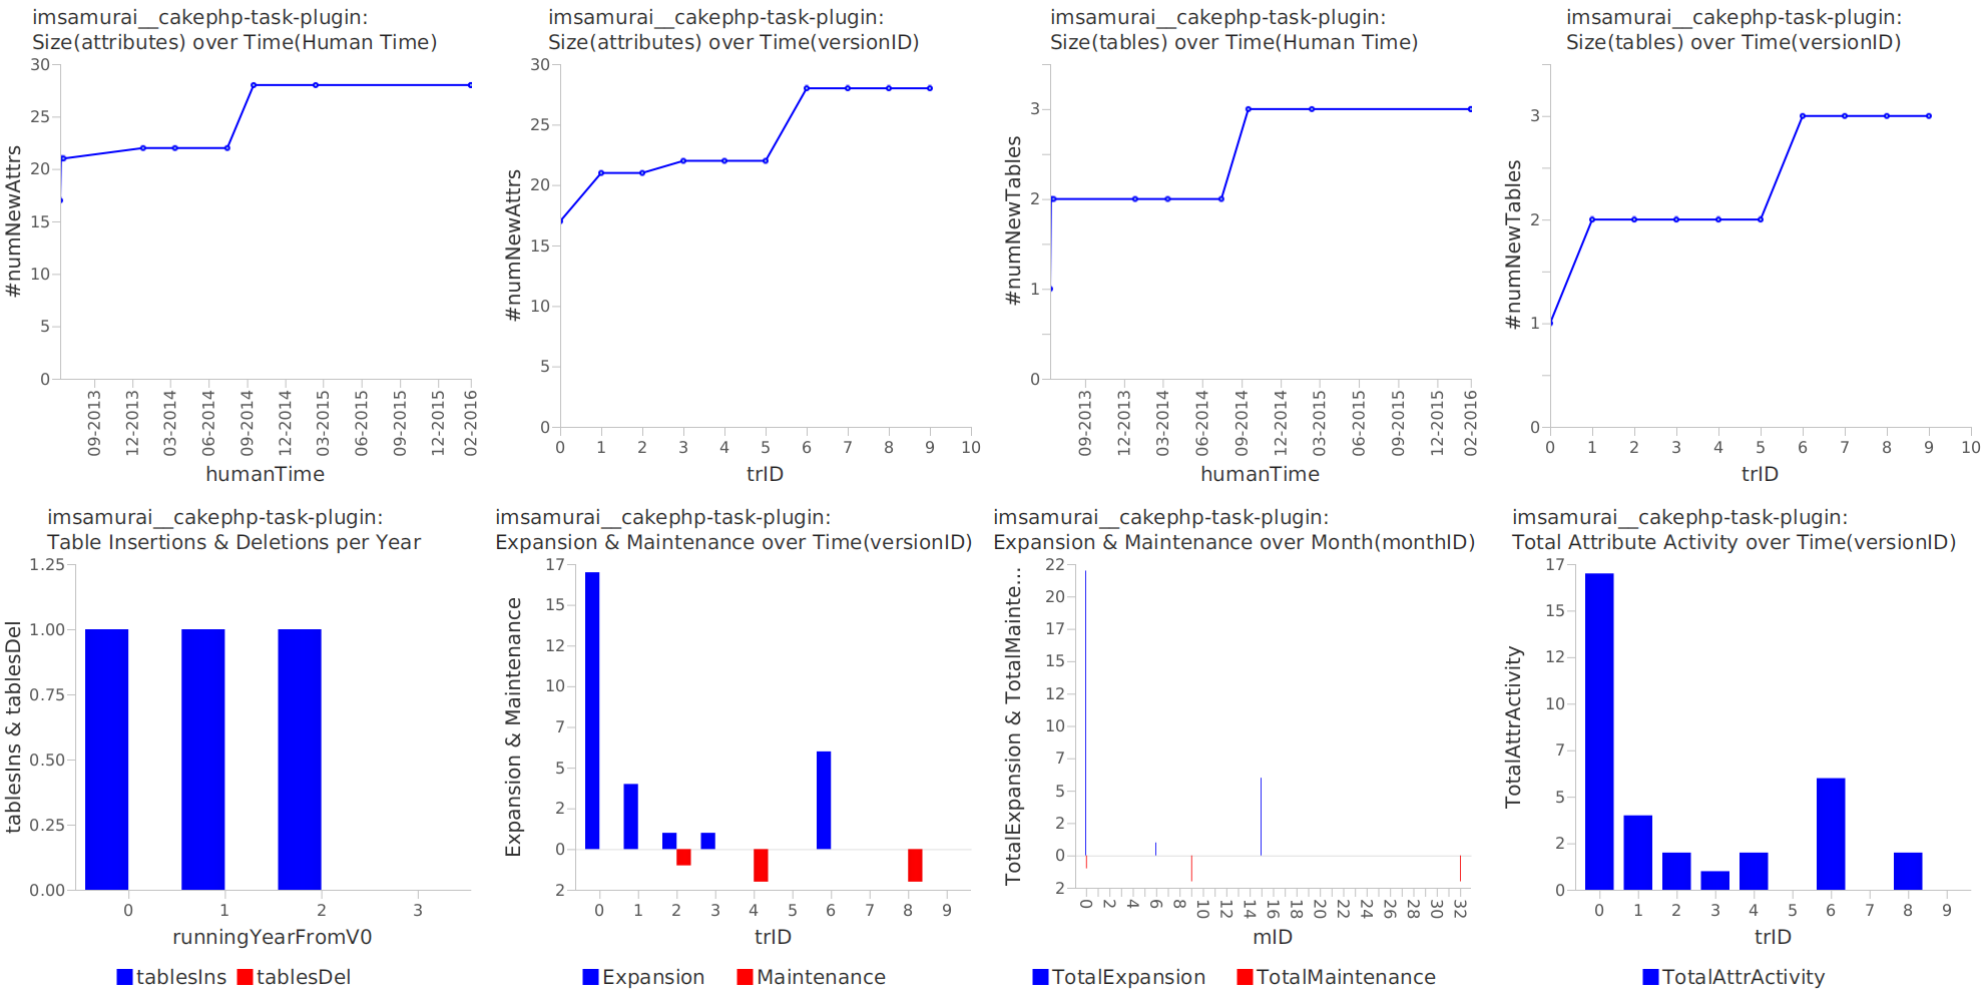 imsamurai__cakephp-task-plugin:
Size(attributes) over Time(Human Time)
30
25
20
15
10
5
0
#numNewAttrs
09-2013
12-2013
03-2014
06-2014
09-2014
12-2014
03-2015
06-2015
09-2015
12-2015
02-2016
humanTime
imsamurai__cakephp-task-plugin:
Size(attributes) over Time(versionID)
30
25
20
15
10
5
0
#numNewAttrs
0 1 2 3 4 5 6 7 8 9 10
trID
imsamurai__cakephp-task-plugin:
Size(tables) over Time(Human Time)
3
2
1
0
#numNewTables
09-2013
12-2013
03-2014
06-2014
09-2014
12-2014
03-2015
06-2015
09-2015
12-2015
02-2016
humanTime
imsamurai__cakephp-task-plugin:
Size(tables) over Time(versionID)
3
2
1
0
#numNewTables
0 1 2 3 4 5 6 7 8 9 10
trID
imsamurai__cakephp-task-plugin:
Table Insertions & Deletions per Year
1.25
1.00
0.75
0.50
0.25
0.00
tablesIns & tablesDel
0 1 2 3
runningYearFromV0
tablesIns tablesDel
imsamurai__cakephp-task-plugin:
Expansion & Maintenance over Time(versionID)
17
15
12
10
7
5
2
0
2
Expansion & Maintenance
0 1 2 3 4 5 6 7 8 9
trID
Expansion Maintenance
imsamurai__cakephp-task-plugin:
Expansion & Maintenance over Month(monthID)
22
20
17
15
12
10
7
5
2
0
2
TotalExpansion & TotalMainte...
0 2 4 6 8 10 12 14 16 18 20 22 24 26 28 30 32
mID
TotalExpansion TotalMaintenance
imsamurai__cakephp-task-plugin:
Total Attribute Activity over Time(versionID)
17
15
12
10
7
5
2
0
TotalAttrActivity
0 1 2 3 4 5 6 7 8 9
trID
TotalAttrActivity